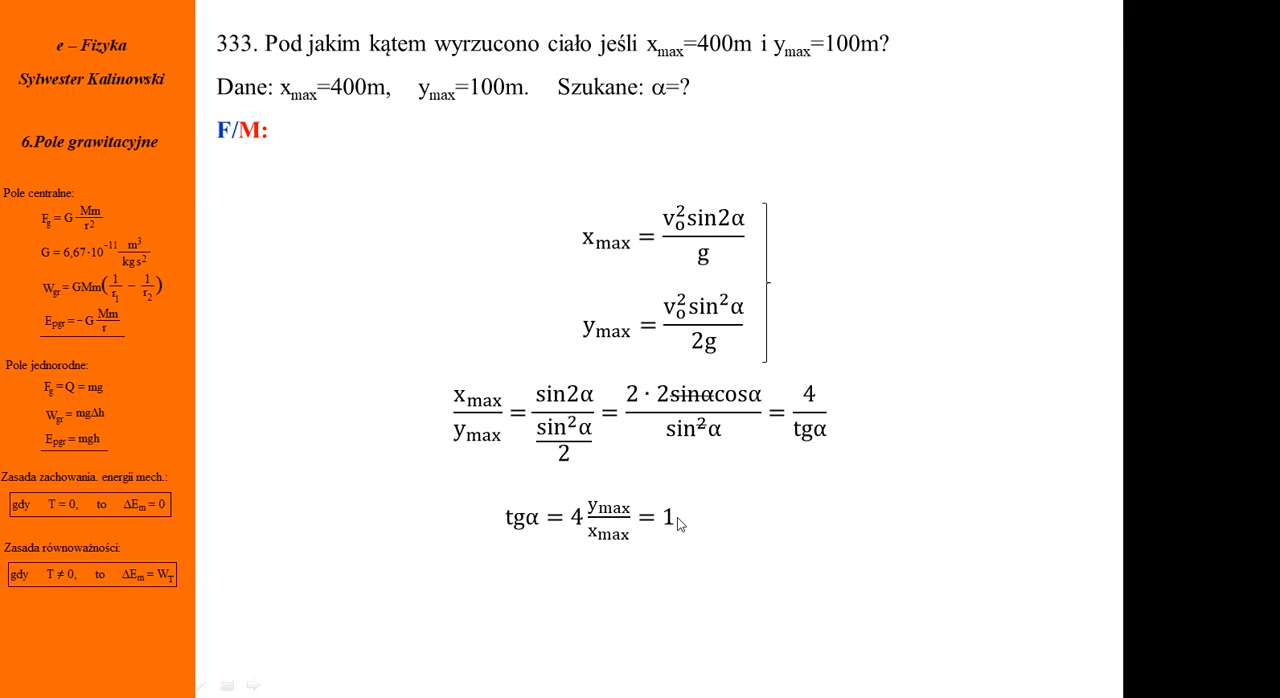 e – Fizyka
Sylwester Kalinowski
6.Pole grawitacyjne
Pole centralne:
F_g = G Mm/r²
G = 6,67·10⁻¹¹ m³/kg s²
W_gr = GMm(1/r₁ − 1/r₂)
E_pgr = − G Mm/r
Pole jednorodne:
F_g = Q = mg
W_gr = mgΔh
E_pgr = mgh
Zasada zachowania. energii mech.:
gdy T = 0, to ΔE_m = 0
Zasada równoważności:
gdy T ≠ 0, to ΔE_m = W_T
333. Pod jakim kątem wyrzucono ciało jeśli x_max=400m i y_max=100m?
Dane: x_max=400m, y_max=100m. Szukane: α=?
F/M:
x_max = v_o² sin2α / g
y_max = v_o² sin²α / 2g
x_max/y_max = sin2α / (sin²α/2) = 2 · 2sinαcosα / sin²α = 4/tgα
tgα = 4 y_max/x_max = 1